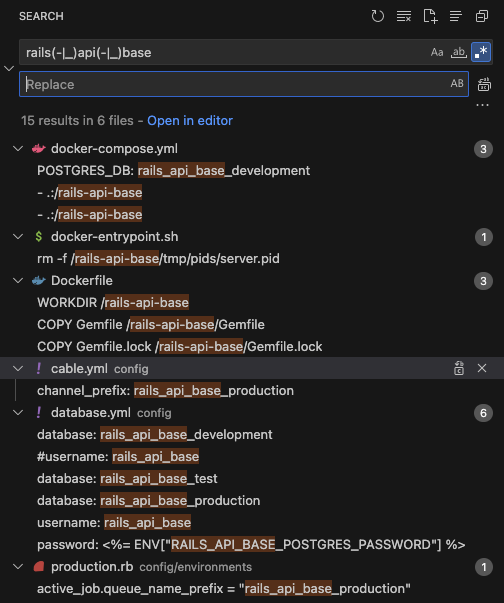 SEARCH
rails(-|_)api(-|_)base
Aa ab .*
Replace
AB
15 results in 6 files - Open in editor
docker-compose.yml 3
POSTGRES_DB: rails_api_base_development
- .:/rails-api-base
- .:/rails-api-base
$ docker-entrypoint.sh 1
rm -f /rails-api-base/tmp/pids/server.pid
Dockerfile 3
WORKDIR /rails-api-base
COPY Gemfile /rails-api-base/Gemfile
COPY Gemfile.lock /rails-api-base/Gemfile.lock
! cable.yml config
channel_prefix: rails_api_base_production
! database.yml config 6
database: rails_api_base_development
#username: rails_api_base
database: rails_api_base_test
database: rails_api_base_production
username: rails_api_base
password: <%= ENV["RAILS_API_BASE_POSTGRES_PASSWORD"] %>
production.rb config/environments 1
active_job.queue_name_prefix = "rails_api_base_production"